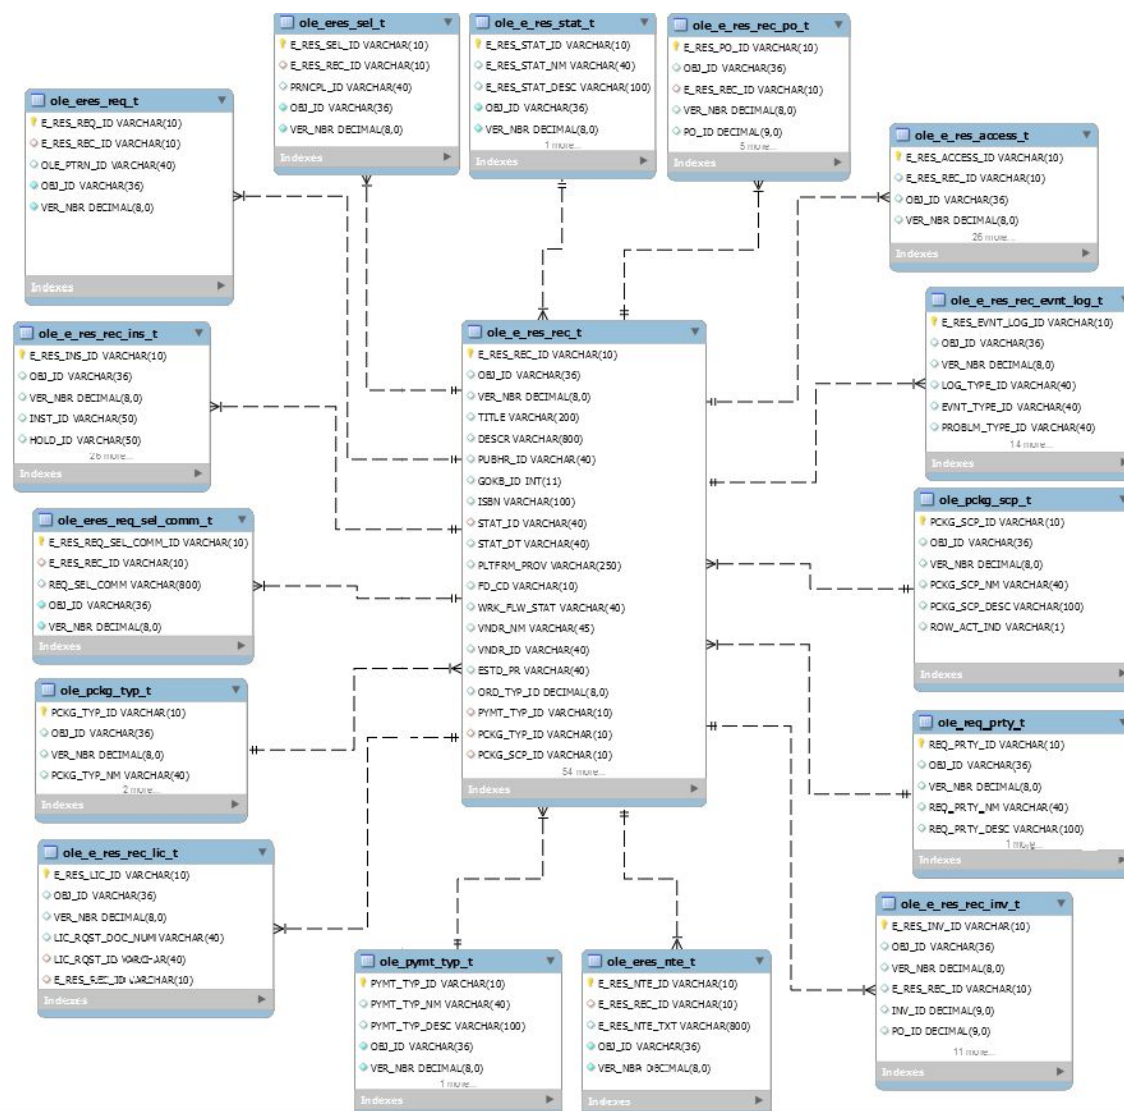 ole_eres_sel_t
E_RES_SEL_ID VARCHAR(10)
E_RES_REC_ID VARCHAR(10)
PRNCPL_ID VARCHAR(40)
OBJ_ID VARCHAR(36)
VER_NBR DECIMAL(8,0)
Indexes
ole_e_res_stat_t
E_RES_STAT_ID VARCHAR(10)
E_RES_STAT_NM VARCHAR(40)
E_RES_STAT_DESC VARCHAR(100)
OBJ_ID VARCHAR(36)
VER_NBR DECIMAL(8,0)
1 more...
Indexes
ole_e_res_rec_po_t
E_RES_PO_ID VARCHAR(10)
OBJ_ID VARCHAR(36)
E_RES_REC_ID VARCHAR(10)
VER_NBR DECIMAL(8,0)
PO_ID DECIMAL(9,0)
5 more...
Indexes
ole_eres_req_t
E_RES_REQ_ID VARCHAR(10)
E_RES_REC_ID VARCHAR(10)
OLE_PTRN_ID VARCHAR(40)
OBJ_ID VARCHAR(36)
VER_NBR DECIMAL(8,0)
Indexes
ole_e_res_access_t
E_RES_ACCESS_ID VARCHAR(10)
E_RES_REC_ID VARCHAR(10)
OBJ_ID VARCHAR(36)
VER_NBR DECIMAL(8,0)
26 more...
Indexes
ole_e_res_rec_ins_t
E_RES_INS_ID VARCHAR(10)
OBJ_ID VARCHAR(36)
VER_NBR DECIMAL(8,0)
INST_ID VARCHAR(50)
HOLD_ID VARCHAR(50)
26 more...
Indexes
ole_e_res_rec_t
E_RES_REC_ID VARCHAR(10)
OBJ_ID VARCHAR(36)
VER_NBR DECIMAL(8,0)
TITLE VARCHAR(200)
DESCR VARCHAR(800)
PUBHR_ID VARCHAR(40)
GOKB_ID INT(11)
ISBN VARCHAR(100)
STAT_ID VARCHAR(40)
STAT_DT VARCHAR(40)
PLTFRM_PROV VARCHAR(250)
FD_CD VARCHAR(10)
WRK_FLW_STAT VARCHAR(40)
VNDR_NM VARCHAR(45)
VNDR_ID VARCHAR(40)
ESTD_PR VARCHAR(40)
ORD_TYP_ID DECIMAL(8,0)
PYMT_TYP_ID VARCHAR(10)
PCKG_TYP_ID VARCHAR(10)
PCKG_SCP_ID VARCHAR(10)
54 more...
Indexes
ole_e_res_rec_evnt_log_t
E_RES_EVNT_LOG_ID VARCHAR(10)
OBJ_ID VARCHAR(36)
VER_NBR DECIMAL(8,0)
LOG_TYPE_ID VARCHAR(40)
EVNT_TYPE_ID VARCHAR(40)
PROBLM_TYPE_ID VARCHAR(40)
14 more...
Indexes
ole_eres_req_sel_comm_t
E_RES_REQ_SEL_COMM_ID VARCHAR(10)
E_RES_REC_ID VARCHAR(10)
REQ_SEL_COMM VARCHAR(800)
OBJ_ID VARCHAR(36)
VER_NBR DECIMAL(8,0)
Indexes
ole_pckg_scp_t
PCKG_SCP_ID VARCHAR(10)
OBJ_ID VARCHAR(36)
VER_NBR DECIMAL(8,0)
PCKG_SCP_NM VARCHAR(40)
PCKG_SCP_DESC VARCHAR(100)
ROW_ACT_IND VARCHAR(1)
Indexes
ole_pckg_typ_t
PCKG_TYP_ID VARCHAR(10)
OBJ_ID VARCHAR(36)
VER_NBR DECIMAL(8,0)
PCKG_TYP_NM VARCHAR(40)
2 more...
Indexes
ole_req_prty_t
REQ_PRTY_ID VARCHAR(10)
OBJ_ID VARCHAR(36)
VER_NBR DECIMAL(8,0)
REQ_PRTY_NM VARCHAR(40)
REQ_PRTY_DESC VARCHAR(100)
1 more...
Indexes
ole_e_res_rec_lic_t
E_RES_LIC_ID VARCHAR(10)
OBJ_ID VARCHAR(36)
VER_NBR DECIMAL(8,0)
LIC_RQST_DOC_NUM VARCHAR(40)
LIC_RQST_ID VARCHAR(40)
E_RES_REC_ID VARCHAR(10)
Indexes
ole_e_res_rec_inv_t
E_RES_INV_ID VARCHAR(10)
OBJ_ID VARCHAR(36)
VER_NBR DECIMAL(8,0)
E_RES_REC_ID VARCHAR(10)
INV_ID DECIMAL(9,0)
PO_ID DECIMAL(9,0)
11 more...
Indexes
ole_pymt_typ_t
PYMT_TYP_ID VARCHAR(10)
PYMT_TYP_NM VARCHAR(40)
PYMT_TYP_DESC VARCHAR(100)
OBJ_ID VARCHAR(36)
VER_NBR DECIMAL(8,0)
1 more...
Indexes
ole_eres_nte_t
E_RES_NTE_ID VARCHAR(10)
E_RES_REC_ID VARCHAR(10)
E_RES_NTE_TXT VARCHAR(800)
OBJ_ID VARCHAR(36)
VER_NBR DECIMAL(8,0)
Indexes